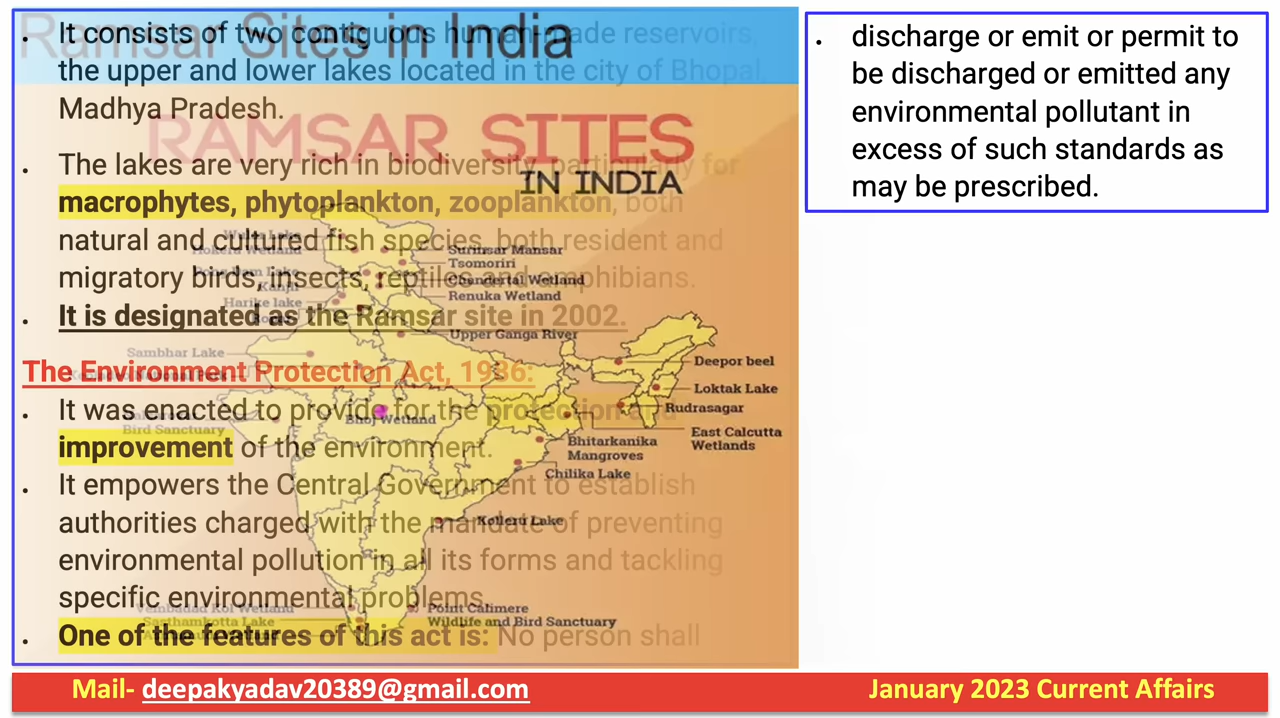 Ramsar Sites in India
• It consists of two contiguous human-made reservoirs,
the upper and lower lakes located in the city of Bhopal,
Madhya Pradesh.
RAMSAR SITES
IN INDIA
• The lakes are very rich in biodiversity, particularly for
macrophytes, phytoplankton, zooplankton, both
natural and cultured fish species, both resident and
migratory birds, insects, reptiles and amphibians.
• It is designated as the Ramsar site in 2002.
The Environment Protection Act, 1986:
• It was enacted to provide for the protection and
improvement of the environment.
• It empowers the Central Government to establish
authorities charged with the mandate of preventing
environmental pollution in all its forms and tackling
specific environmental problems.
• One of the features of this act is: No person shall
Hokera Wetland
Harike lake
Sambhar Lake
Bird Sanctuary
Vembanad Kol Wetland
Sasthamkotta Lake
Surinsar Mansar
Tsomoriri
Chandertal Wetland
Renuka Wetland
Upper Ganga River
Deepor beel
Loktak Lake
Rudrasagar
East Calcutta
Wetlands
Bhoj Wetland
Bhitarkanika
Mangroves
Chilika Lake
Kolleru Lake
Point Calimere
Wildlife and Bird Sanctuary
• discharge or emit or permit to
be discharged or emitted any
environmental pollutant in
excess of such standards as
may be prescribed.
Mail- deepakyadav20389@gmail.com
January 2023 Current Affairs